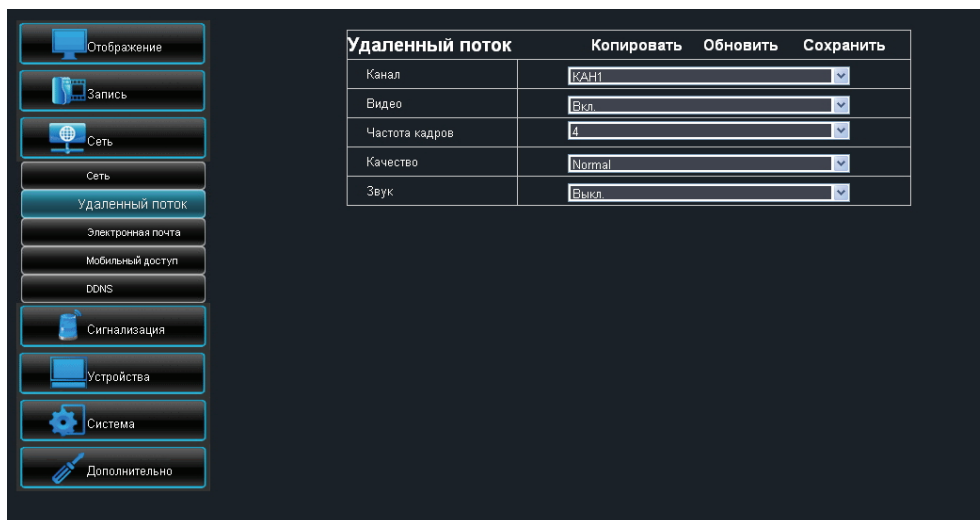 Отображение
Запись
Сеть
Сеть
Удаленный поток
Электронная почта
Мобильный доступ
DDNS
Сигнализация
Устройства
Система
Дополнительно
Удаленный поток Копировать Обновить Сохранить
Канал КАН1
Видео Вкл.
Частота кадров 4
Качество Normal
Звук Выкл.